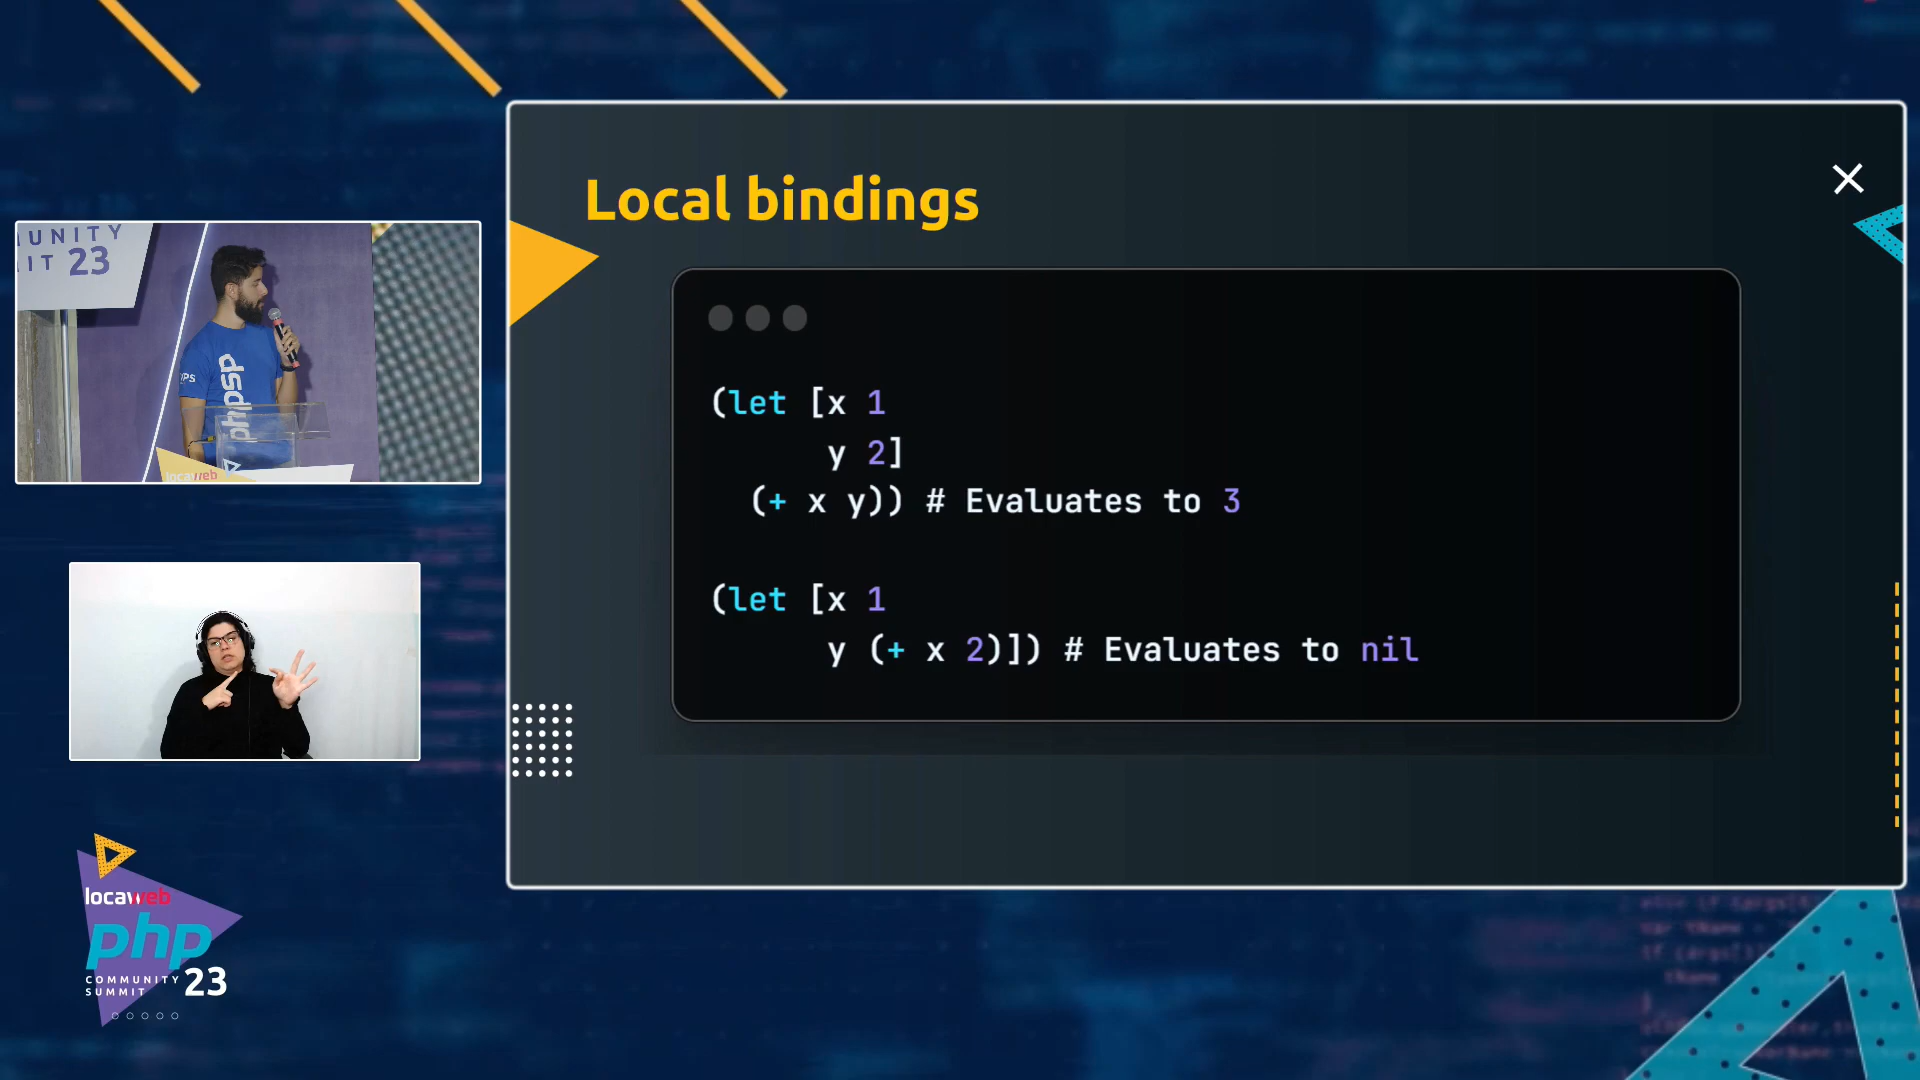 Local bindings
(let [x 1
y 2]
(+ x y)) # Evaluates to 3
(let [x 1
y (+ x 2)]) # Evaluates to nil
UNITY
IT 23
phpsp
locaweb
locaweb
php
COMMUNITY
SUMMIT 23